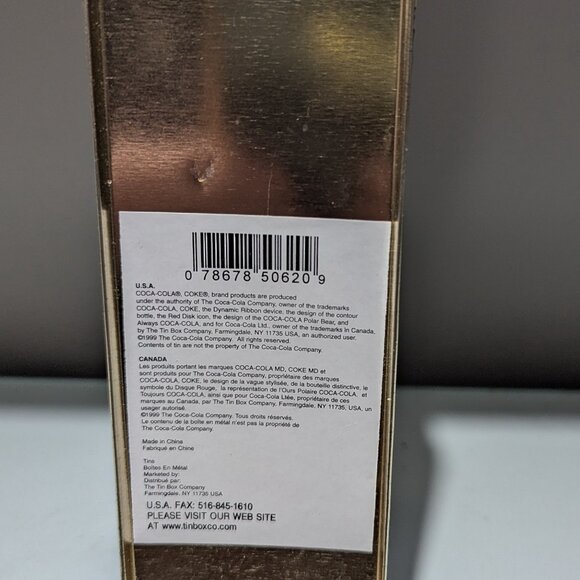 0 78678 50620 9
U.S.A.
COCA-COLA®, COKE®, brand products are produced
under the authority of The Coca-Cola Company, owner of the trademarks
COCA-COLA, COKE, the Dynamic Ribbon device, the design of the contour
bottle, the Red Disk icon, the design of the COCA-COLA Polar Bear, and
Always COCA-COLA, and for Coca-Cola Ltd., owner of the trademarks in Canada,
by The Tin Box Company, Farmingdale, NY 11735 USA, an authorized user.
©1999 The Coca-Cola Company. All rights reserved.
Contents of tin are not the property of The Coca-Cola Company.
CANADA
Les produits portant les marques COCA-COLA MD, COKE MD et
sont produits pour The Coca-Cola Company, propriétaire des marques
COCA-COLA, COKE, le design de la vague stylisée, de la bouteille distinctive, le
symbole du Disque Rouge, la représentation de l'Ours Polaire COCA-COLA, et
Toujours COCA-COLA, ainsi que pour Coca-Cola Ltée, propriétaire de ces
marques au Canada, par The Tin Box Company, Farmingdale, NY 11735, USA, un
usager autorisé.
©1999 The Coca-Cola Company. Tous droits réservés.
Le contenu de la boîte en métal n'est pas la propriété de
The Coca-Cola Company.
Made in China
Fabriqué en Chine
Tins
Boîtes En Métal
Marketed by:
Distribué par:
The Tin Box Company
Farmingdale, NY 11735 USA
U.S.A. FAX: 516-845-1610
PLEASE VISIT OUR WEB SITE
AT www.tinboxco.com